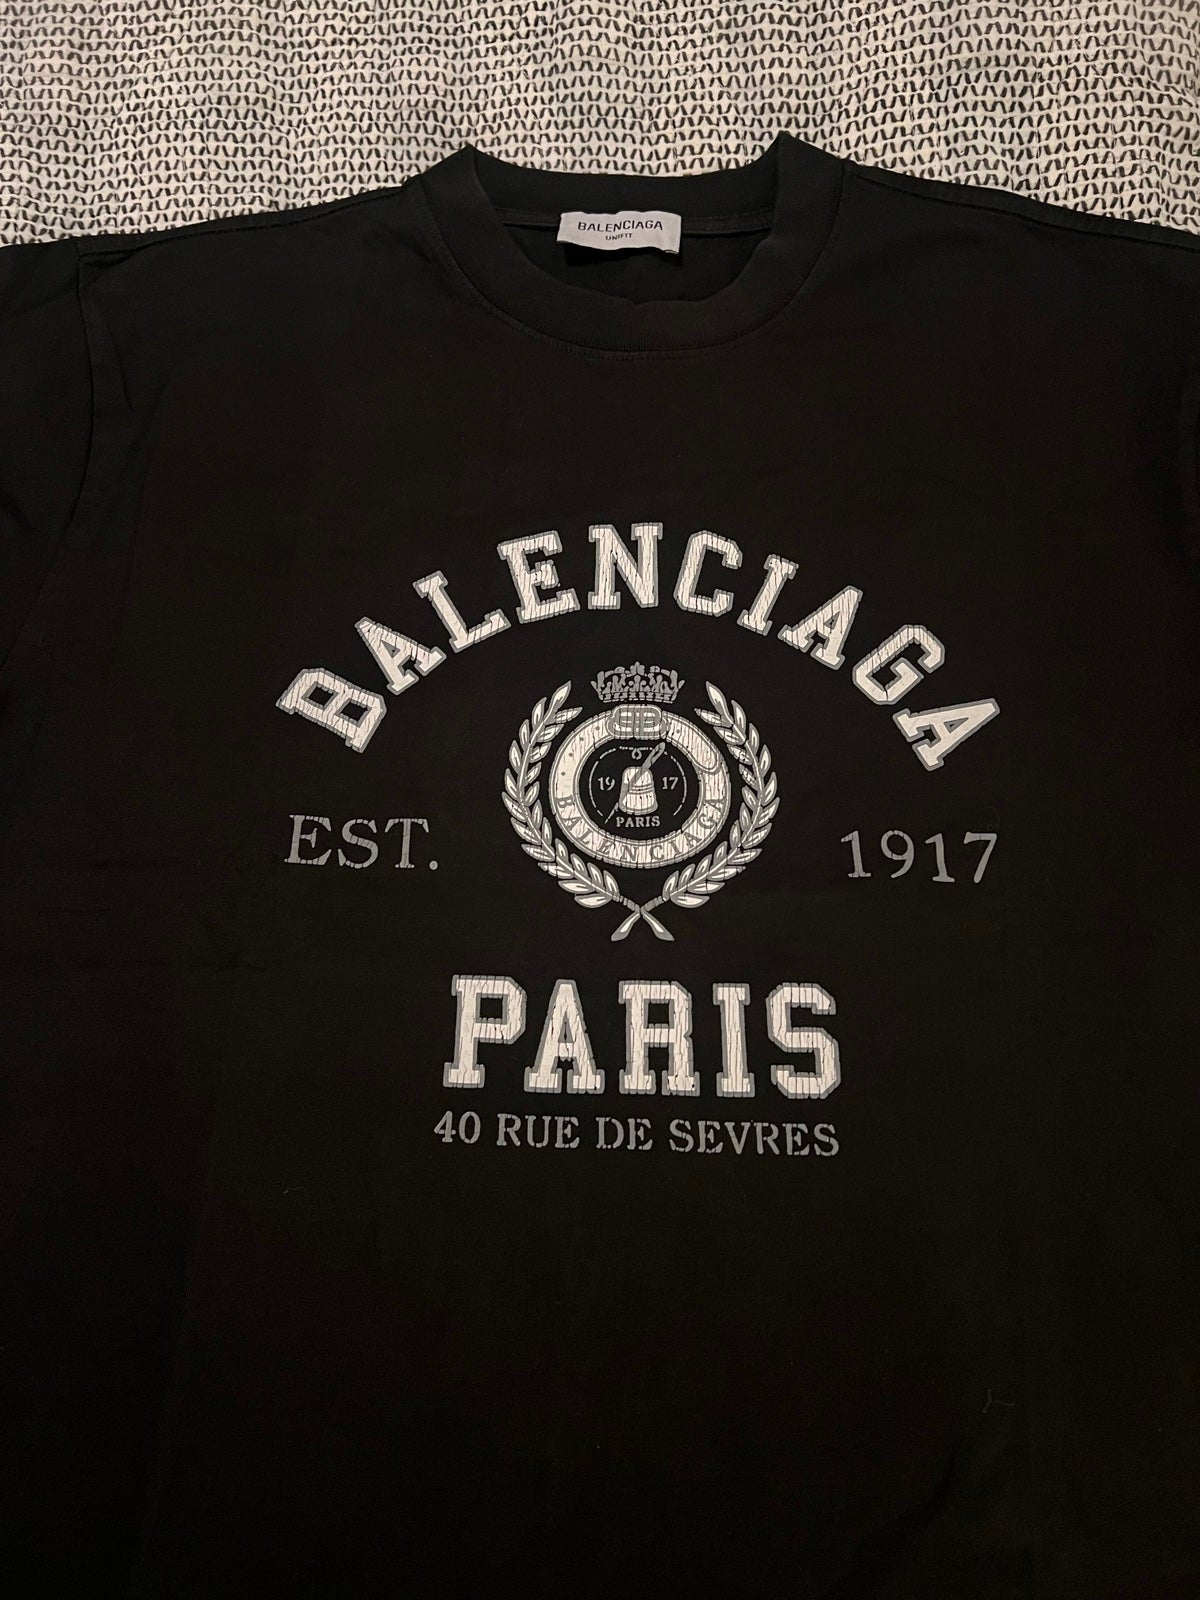 BALENCIAGA
UNIFIT
BALENCIAGA
19 17
PARIS
BALENCIAGA
EST. 1917
PARIS
40 RUE DE SEVRES